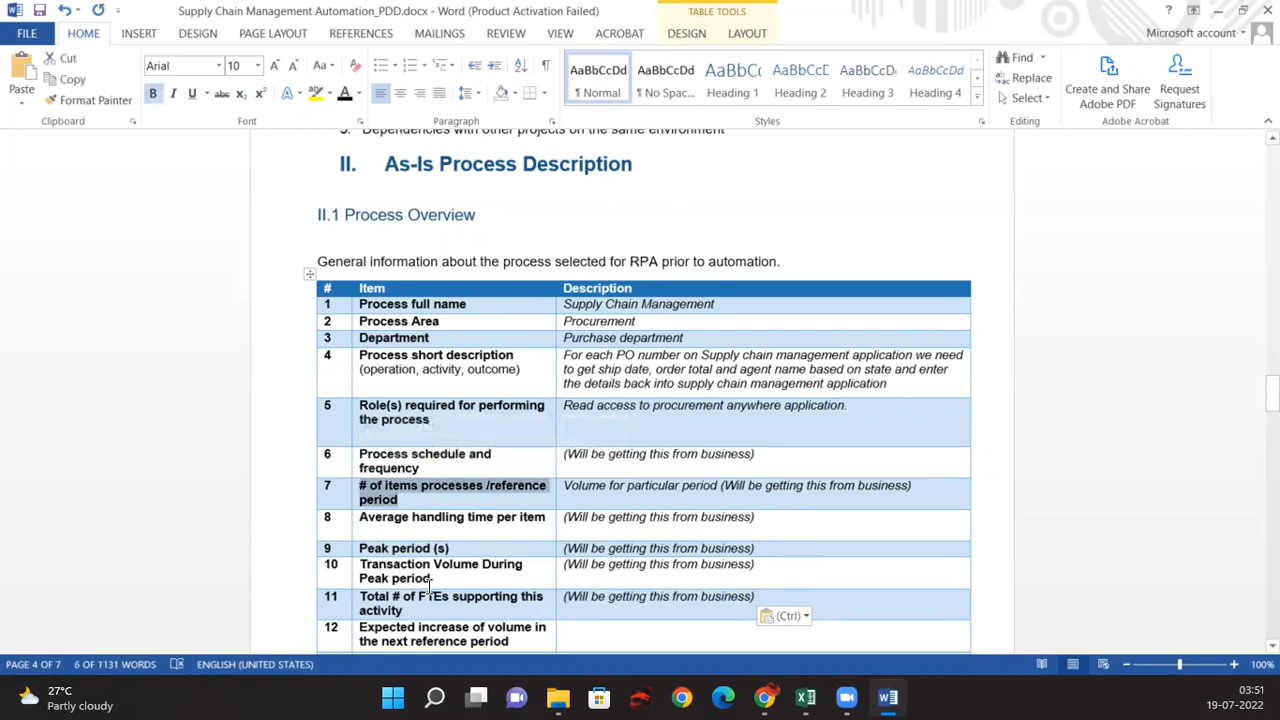 Supply Chain Management Automation_PDD.docx - Word (Product Activation Failed)
TABLE TOOLS
FILE HOME INSERT DESIGN PAGE LAYOUT REFERENCES MAILINGS REVIEW VIEW ACROBAT DESIGN LAYOUT
Microsoft account
Paste
Cut
Copy
Format Painter
Clipboard
Arial 10
Font
Paragraph
AaBbCcDd AaBbCcDd AaBbCcD AaBbCcD AaBbCcDd AaBbCcDd
¶ Normal ¶ No Spac... Heading 1 Heading 2 Heading 3 Heading 4
Styles
Find
Replace
Select
Editing
Create and Share
Adobe PDF
Request
Signatures
Adobe Acrobat
5. Dependencies with other projects on the same environment
II. As-Is Process Description
II.1 Process Overview
General information about the process selected for RPA prior to automation.
# Item Description
1 Process full name Supply Chain Management
2 Process Area Procurement
3 Department Purchase department
4 Process short description For each PO number on Supply chain management application we need
(operation, activity, outcome) to get ship date, order total and agent name based on state and enter
the details back into supply chain management application
5 Role(s) required for performing Read access to procurement anywhere application.
the process
6 Process schedule and (Will be getting this from business)
frequency
7 # of items processes /reference Volume for particular period (Will be getting this from business)
period
8 Average handling time per item (Will be getting this from business)
9 Peak period (s) (Will be getting this from business)
10 Transaction Volume During (Will be getting this from business)
Peak period
11 Total # of FTEs supporting this (Will be getting this from business)
activity
(Ctrl)
12 Expected increase of volume in
the next reference period
PAGE 4 OF 7 6 OF 1131 WORDS ENGLISH (UNITED STATES) 100%
27°C
Partly cloudy
03:51
19-07-2022